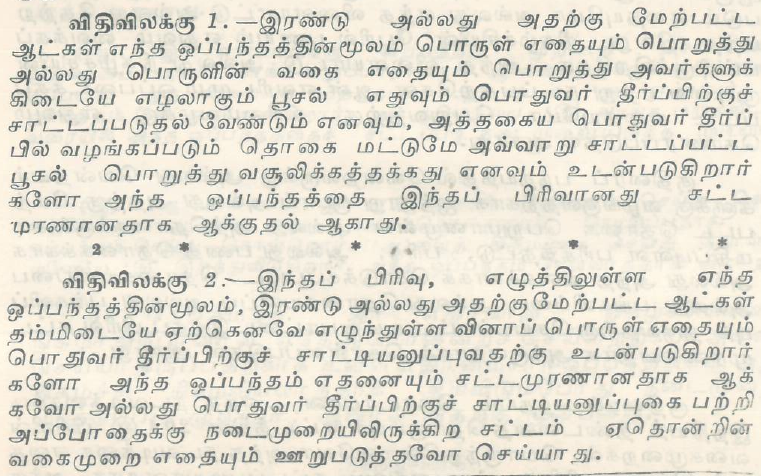 விதிவிலக்கு 1.—இரண்டு அல்லது அதற்கு மேற்பட்ட
ஆட்கள் எந்த ஒப்பந்தத்தின்மூலம் பொருள் எதையும் பொறுத்து
அல்லது பொருளின் வகை எதையும் பொறுத்து அவர்களுக்
கிடையே எழலாகும் பூசல் எதுவும் பொதுவர் தீர்ப்பிற்குச்
சாட்டப்படுதல் வேண்டும் எனவும், அத்தகைய பொதுவர் தீர்ப்
பில் வழங்கப்படும் தொகை மட்டுமே அவ்வாறு சாட்டப்பட்ட
பூசல் பொறுத்து வசூலிக்கத்தக்கது எனவும் உடன்படுகிறார்
களோ அந்த ஒப்பந்தத்தை இந்தப் பிரிவானது சட்ட
முரணானதாக ஆக்குதல் ஆகாது.
2 * * * *
விதிவிலக்கு 2.—இந்தப் பிரிவு, எழுத்திலுள்ள எந்த
ஒப்பந்தத்தின்மூலம், இரண்டு அல்லது அதற்குமேற்பட்ட ஆட்கள்
தம்மிடையே ஏற்கெனவே எழுந்துள்ள வினாப் பொருள் எதையும்
பொதுவர் தீர்ப்பிற்குச் சாட்டியனுப்புவதற்கு உடன்படுகிறார்
களோ அந்த ஒப்பந்தம் எதனையும் சட்டமுரணானதாக ஆக்
கவோ அல்லது பொதுவர் தீர்ப்பிற்குச் சாட்டியனுப்புகை பற்றி
அப்போதைக்கு நடைமுறையிலிருக்கிற சட்டம் ஏதொன்றின்
வகைமுறை எதையும் ஊறுபடுத்தவோ செய்யாது.